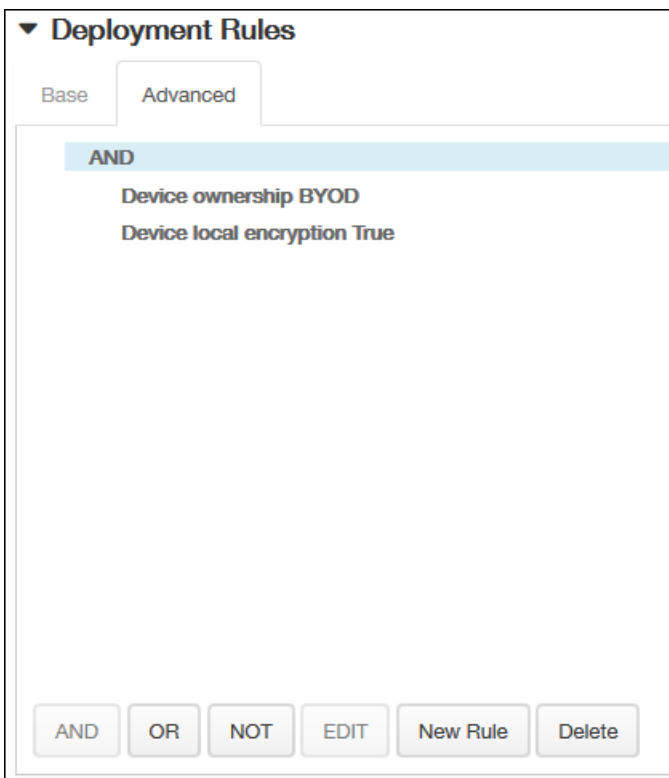 Deployment Rules
Base Advanced
AND
Device ownership BYOD
Device local encryption True
AND OR NOT EDIT New Rule Delete